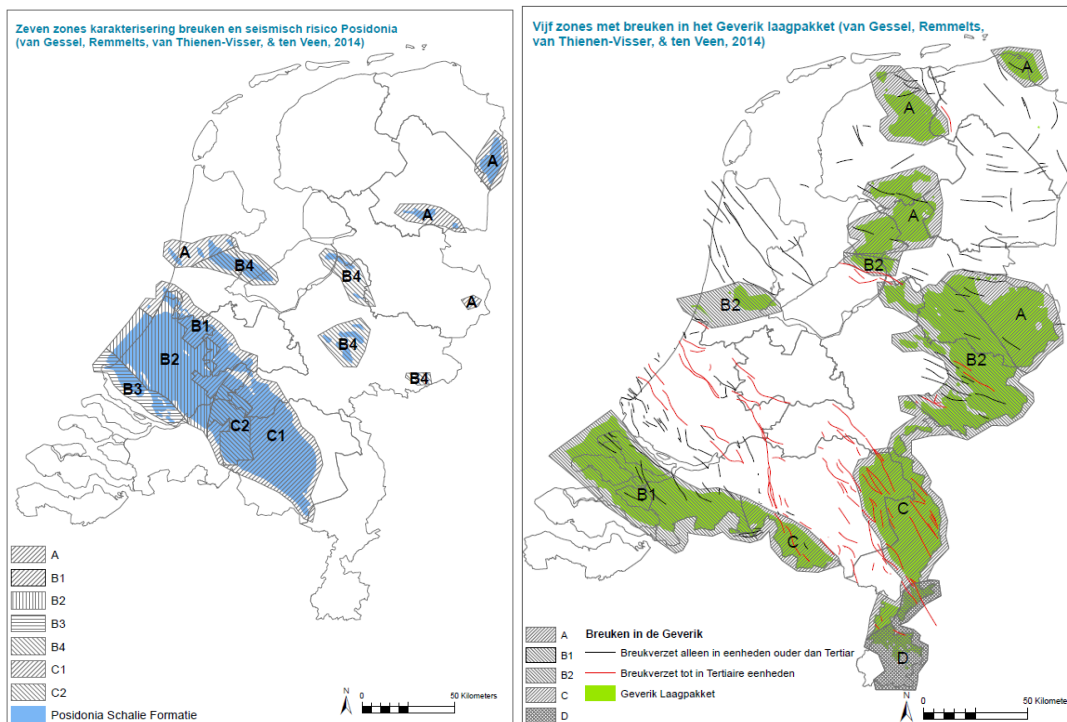 Zeven zones karakterisering breuken en seismisch risico Posidonia
(van Gessel, Remmelts, van Thienen-Visser, & ten Veen, 2014)
A
A
A
B4
B4
A
B1
B4
B2
B4
B3
C2
C1
A
B1
B2
B3
B4
C1
C2
Posidonia Schalie Formatie
N
0
50 Kilometers
Vijf zones met breuken in het Geverik laagpakket (van Gessel, Remmelts,
van Thienen-Visser, & ten Veen, 2014)
A
A
A
B2
B2
A
B2
B1
C
C
D
A
B1
B2
C
D
Breuken in de Geverik
Breukverzet alleen in eenheden ouder dan Tertiar
Breukverzet tot in Tertiaire eenheden
Geverik Laagpakket
N
0
50 Kilometers